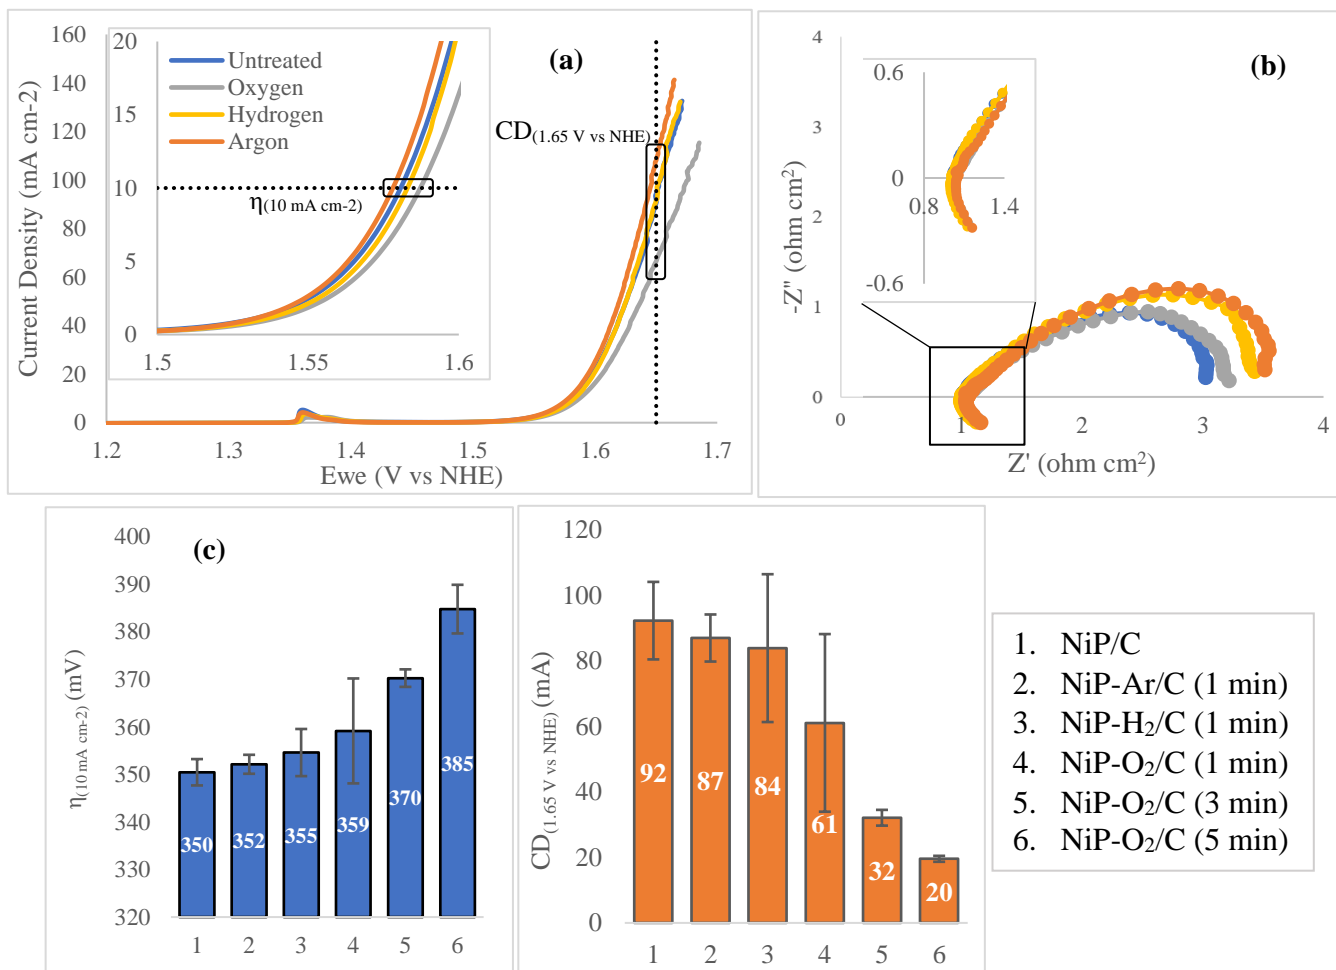 (a)
160
140
120
100
80
60
40
20
0
Current Density (mA cm-2)
1.2
1.3
1.4
1.5
1.6
1.7
Ewe (V vs NHE)
20
15
10
5
0
1.5
1.55
1.6
Untreated
Oxygen
Hydrogen
Argon
η(10 mA cm-2)
CD(1.65 V vs NHE)
(b)
4
3
2
1
0
-Z'' (ohm cm2)
0
1
2
3
4
Z' (ohm cm2)
0.6
0
-0.6
0.8
1.4
(c)
400
390
380
370
360
350
340
330
320
η(10 mA cm-2) (mV)
350
352
355
359
370
385
1 2 3 4 5 6
120
100
80
60
40
20
0
CD(1.65 V vs NHE) (mA)
92
87
84
61
32
20
1 2 3 4 5 6
1. NiP/C
2. NiP-Ar/C (1 min)
3. NiP-H2/C (1 min)
4. NiP-O2/C (1 min)
5. NiP-O2/C (3 min)
6. NiP-O2/C (5 min)